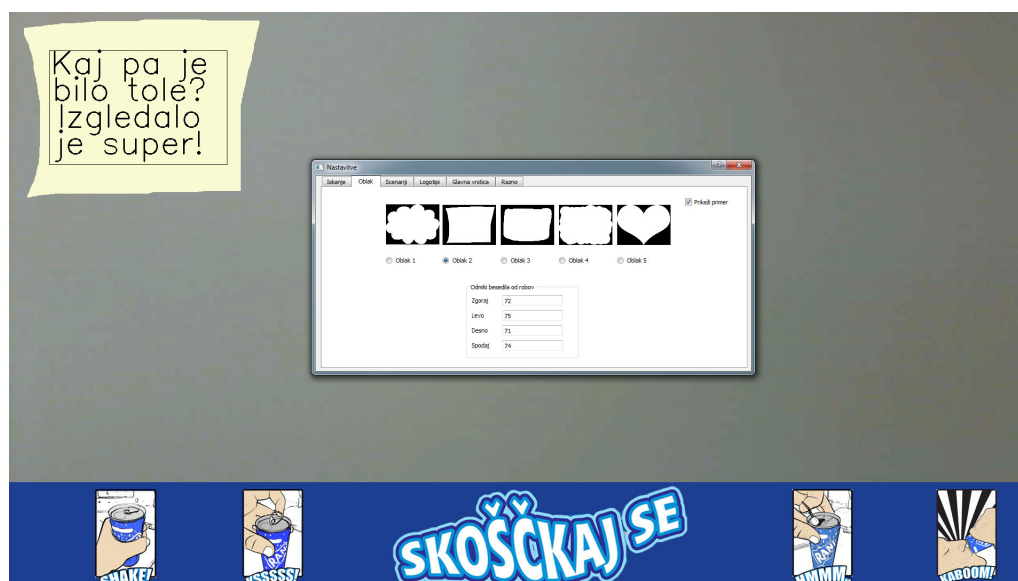 Kaj pa je
bilo tole?
Izgledalo
je super!
Nastavitve
Iskanje Oblak Scenariji Logotipi Glavna vrstica Razno
Prikaži primer
Oblak 1 Oblak 2 Oblak 3 Oblak 4 Oblak 5
Odmiki besedila od robov
Zgoraj 72
Levo 75
Desno 71
Spodaj 74
SKOŠČKAJ SE
SHAKE!
KABOOM!